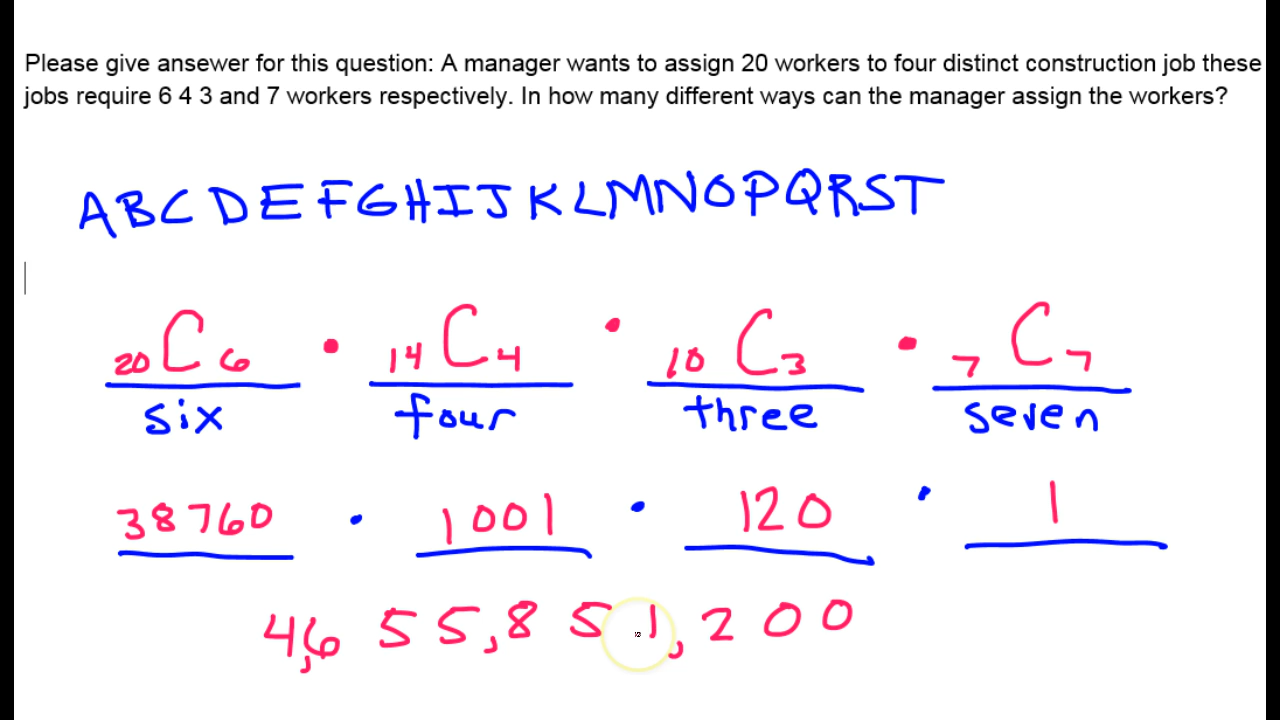 Please give ansewer for this question: A manager wants to assign 20 workers to four distinct construction job these
jobs require 6 4 3 and 7 workers respectively. In how many different ways can the manager assign the workers?
ABCDEFGHIJKLMNOPQRST
20C6 · 14C4 · 10C3 · 7C7
six four three seven
38760 · 1001 · 120 · 1
4,655,851,200